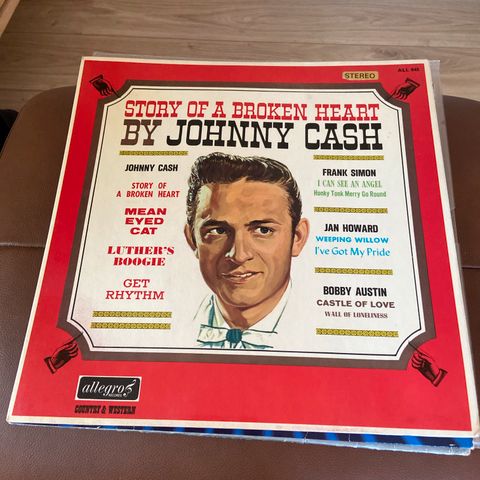 STEREO
ALL 848
STORY OF A BROKEN HEART
BY JOHNNY CASH
JOHNNY CASH
STORY OF
A BROKEN HEART
MEAN
EYED
CAT
LUTHER'S
BOOGIE
GET
RHYTHM
FRANK SIMON
I CAN SEE AN ANGEL
Honky Tonk Merry Go Round
JAN HOWARD
WEEPING WILLOW
I've Got My Pride
BOBBY AUSTIN
CASTLE OF LOVE
WALL OF LONELINESS
allegro
RECORDS
COUNTRY & WESTERN